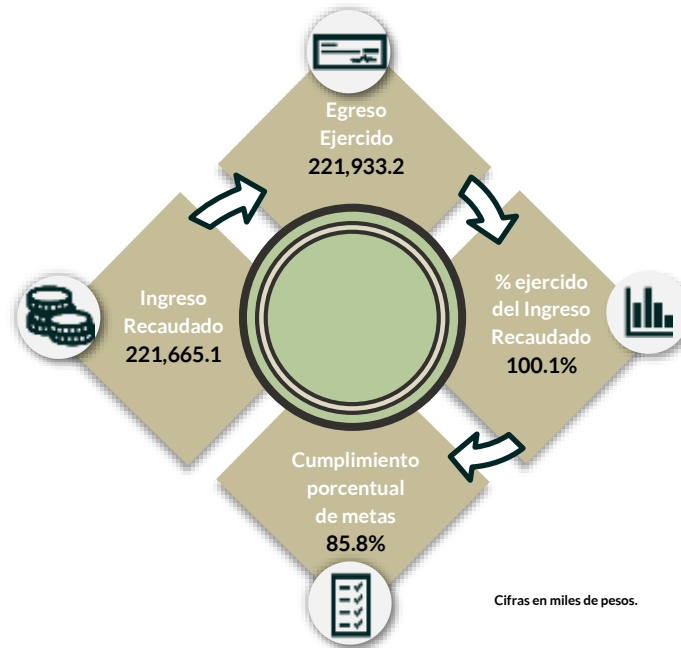 Egreso
Ejercido
221,933.2
Ingreso
Recaudado
221,665.1
% ejercido
del Ingreso
Recaudado
100.1%
Cumplimiento
porcentual
de metas
85.8%
Cifras en miles de pesos.